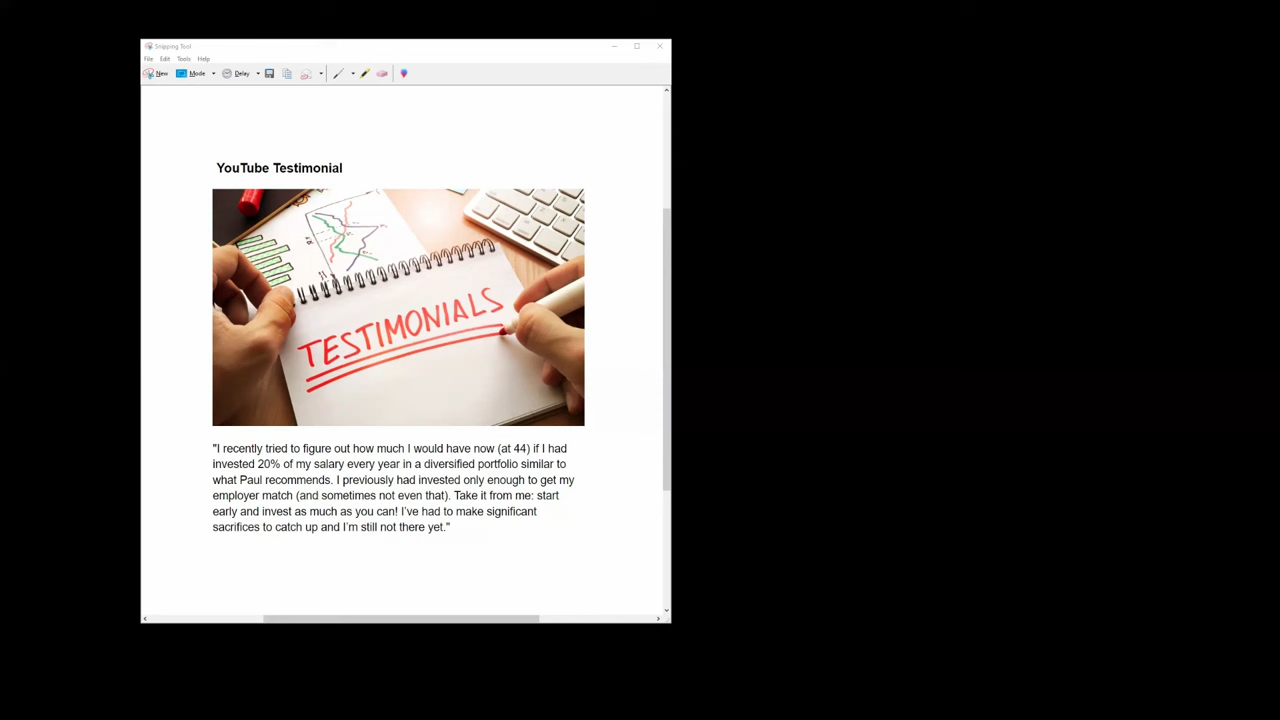 Snipping Tool
File Edit Tools Help
New Mode Delay
YouTube Testimonial
TESTIMONIALS
"I recently tried to figure out how much I would have now (at 44) if I had
invested 20% of my salary every year in a diversified portfolio similar to
what Paul recommends. I previously had invested only enough to get my
employer match (and sometimes not even that). Take it from me: start
early and invest as much as you can! I've had to make significant
sacrifices to catch up and I'm still not there yet."